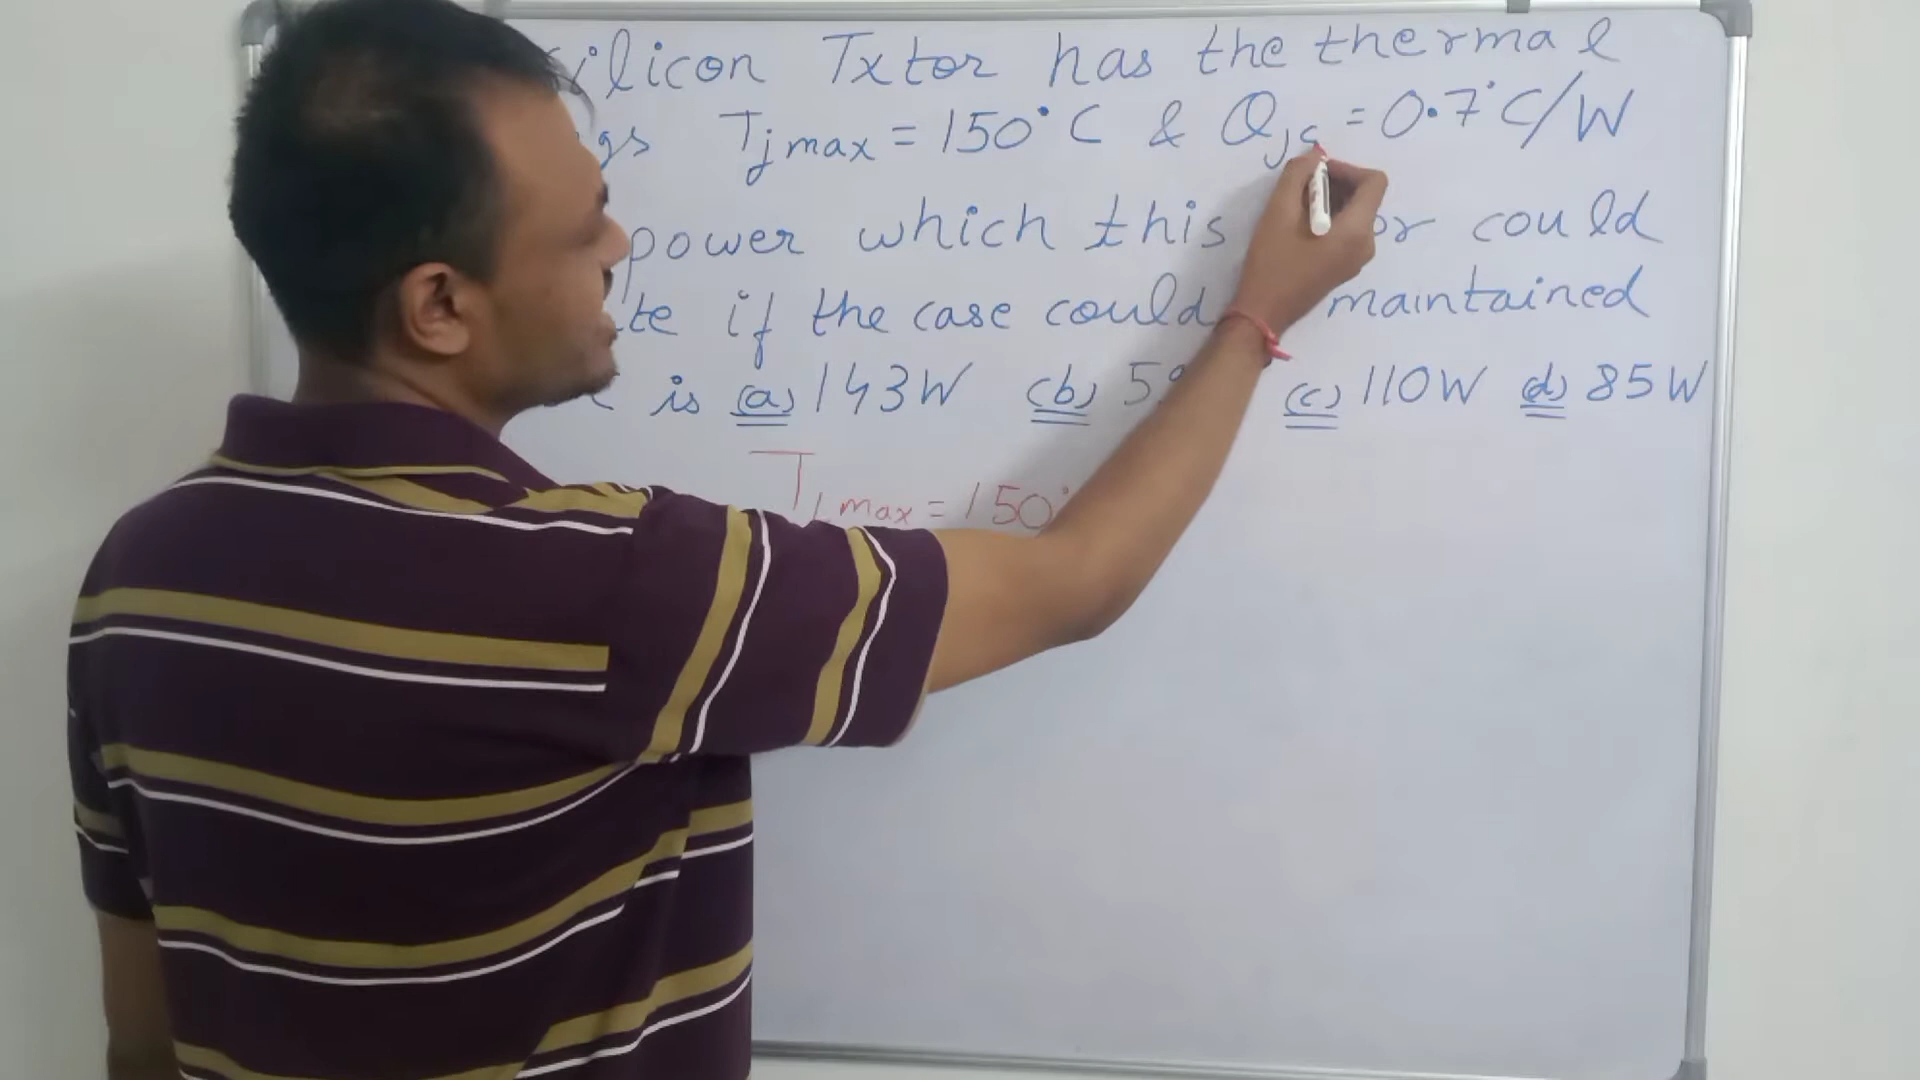 silicon Txtor has the thermal
gs Tjmax = 150°C & θjc = 0.7°C/W
power which this or could
te if the case could maintained
is (a) 143W (b) 5 (c) 110W (d) 85W
Tjmax = 150°